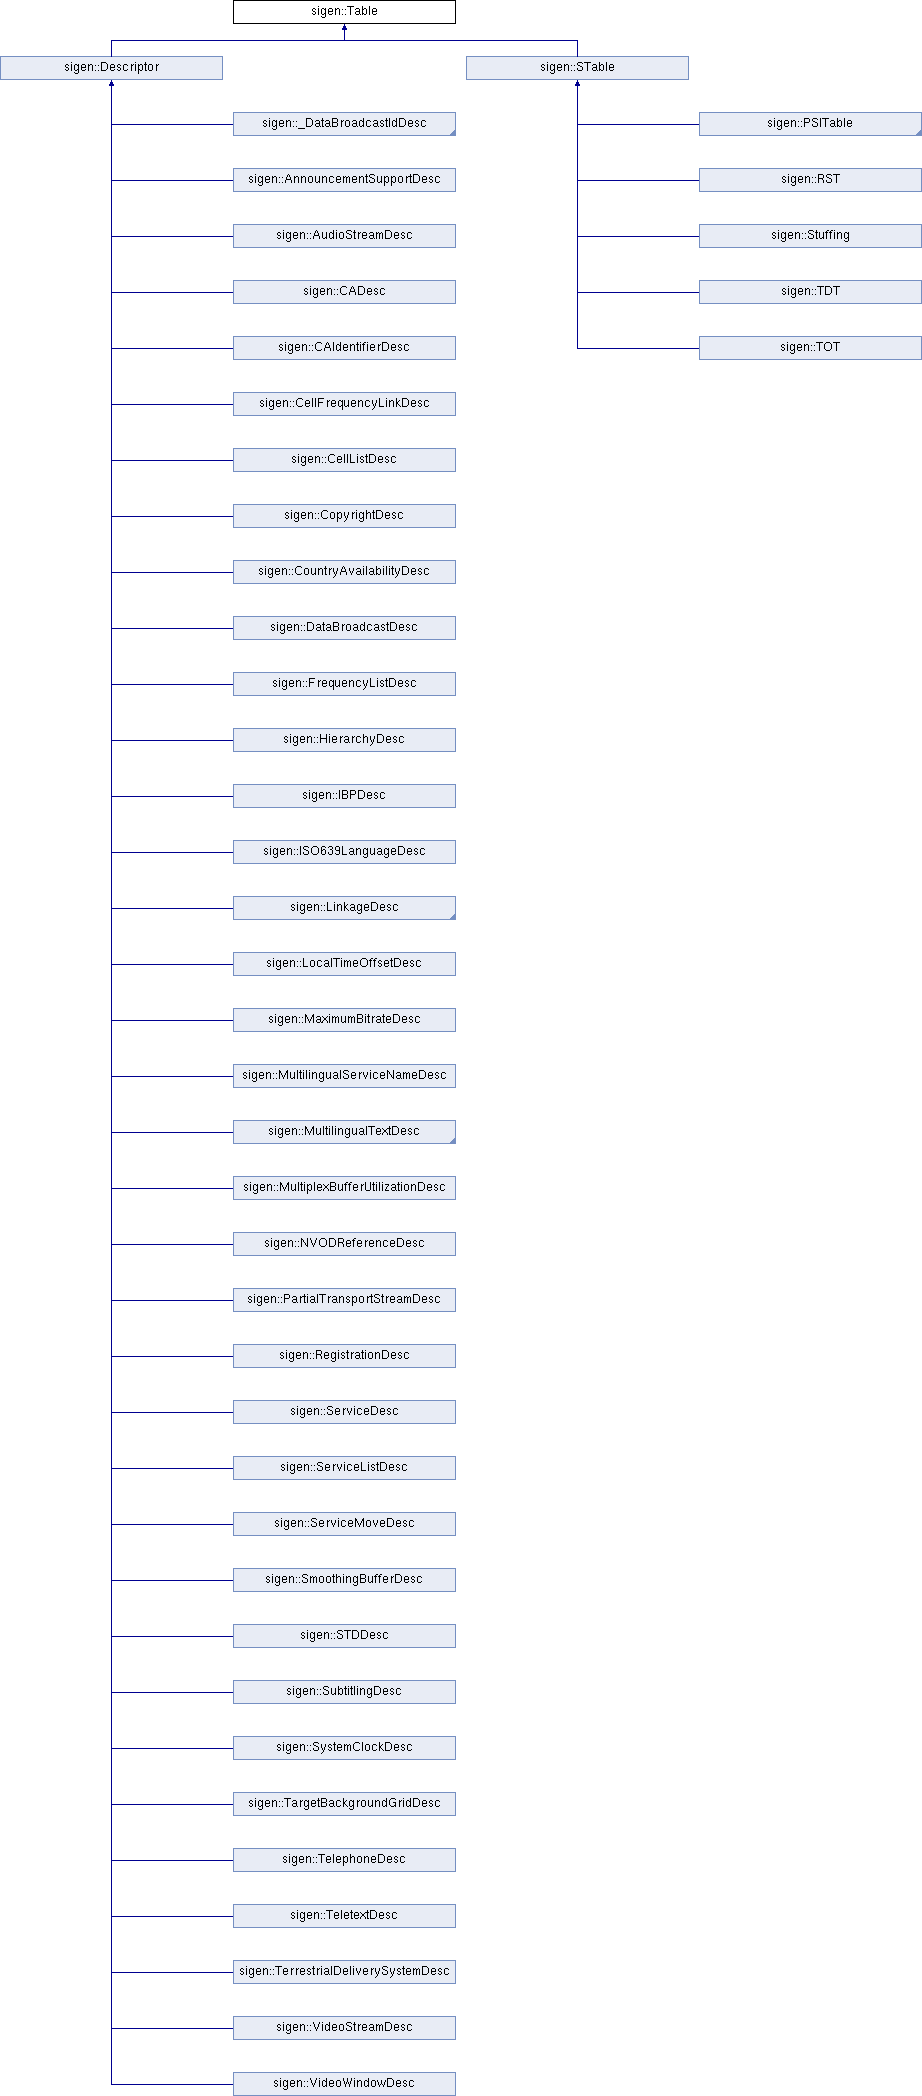 sigen::Table
sigen::Descriptor
sigen::STable
sigen::_DataBroadcastIdDesc
sigen::PSITable
sigen::AnnouncementSupportDesc
sigen::RST
sigen::AudioStreamDesc
sigen::Stuffing
sigen::CADesc
sigen::TDT
sigen::CAIdentifierDesc
sigen::TOT
sigen::CellFrequencyLinkDesc
sigen::CellListDesc
sigen::CopyrightDesc
sigen::CountryAvailabilityDesc
sigen::DataBroadcastDesc
sigen::FrequencyListDesc
sigen::HierarchyDesc
sigen::IBPDesc
sigen::ISO639LanguageDesc
sigen::LinkageDesc
sigen::LocalTimeOffsetDesc
sigen::MaximumBitrateDesc
sigen::MultilingualServiceNameDesc
sigen::MultilingualTextDesc
sigen::MultiplexBufferUtilizationDesc
sigen::NVODReferenceDesc
sigen::PartialTransportStreamDesc
sigen::RegistrationDesc
sigen::ServiceDesc
sigen::ServiceListDesc
sigen::ServiceMoveDesc
sigen::SmoothingBufferDesc
sigen::STDDesc
sigen::SubtitlingDesc
sigen::SystemClockDesc
sigen::TargetBackgroundGridDesc
sigen::TelephoneDesc
sigen::TeletextDesc
sigen::TerrestrialDeliverySystemDesc
sigen::VideoStreamDesc
sigen::VideoWindowDesc